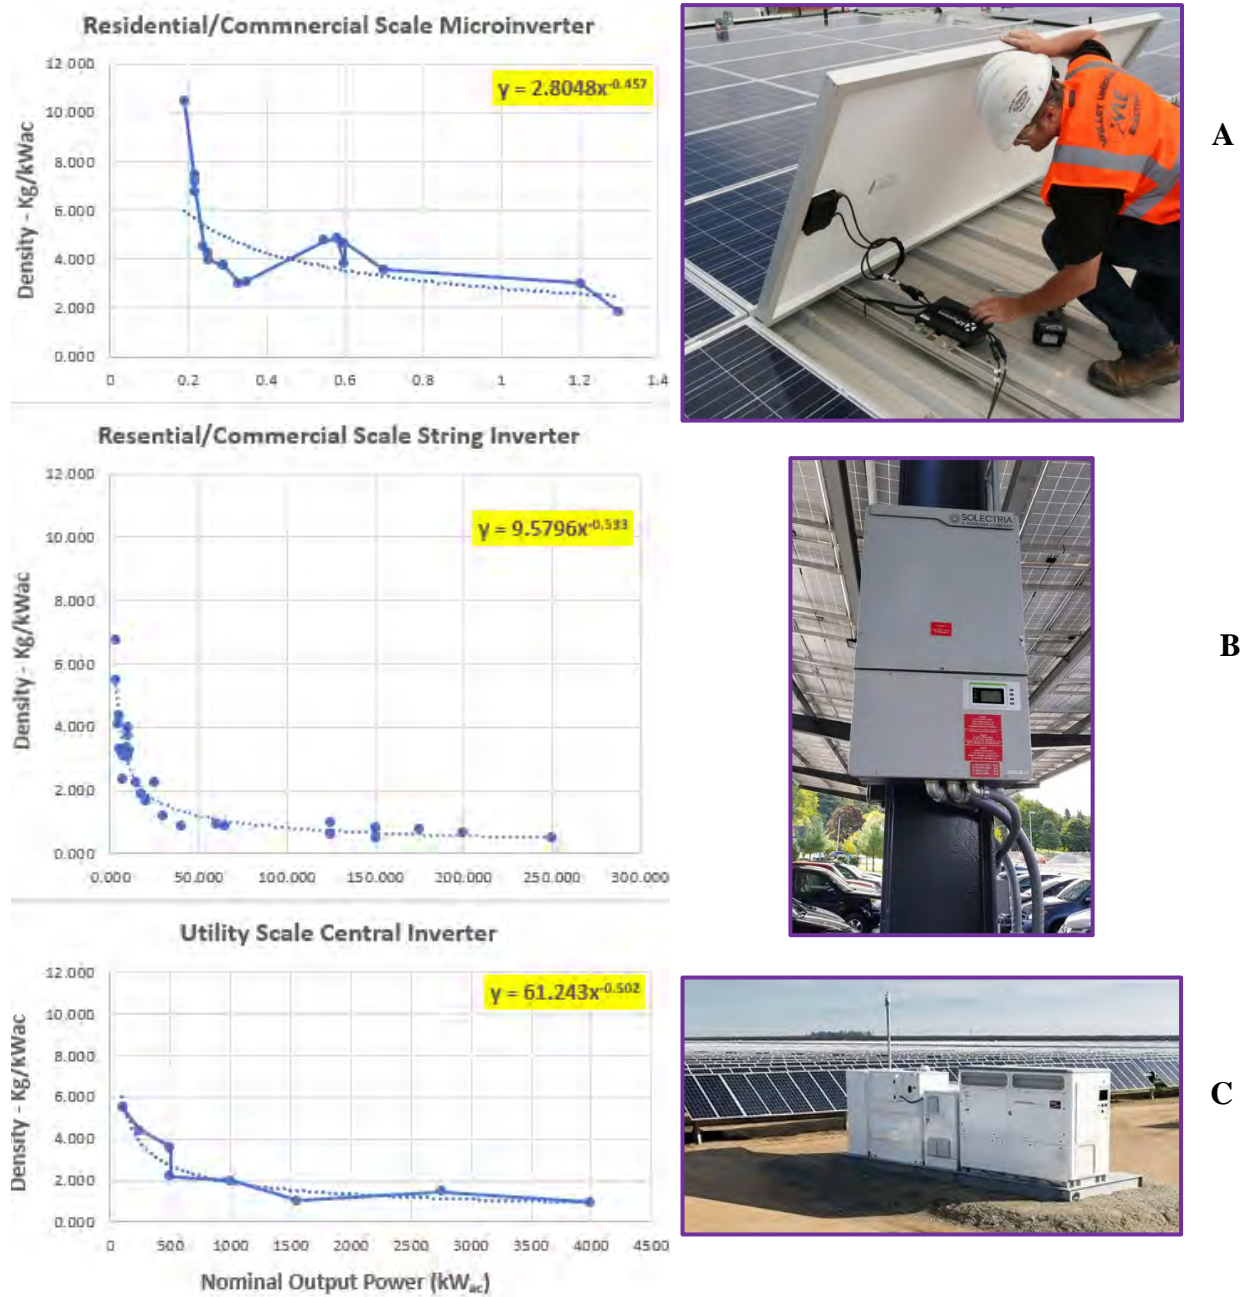 Residential/Commnercial Scale Microinverter
y = 2.8048x^-0.457
Density - Kg/kWac
12.000
10.000
8.000
6.000
4.000
2.000
0.000
0 0.2 0.4 0.6 0.8 1 1.2 1.4
A
Resential/Commercial Scale String Inverter
y = 9.5796x^-0.533
Density - Kg/kWac
12.000
10.000
8.000
6.000
4.000
2.000
0.000
0.000 50.000 100.000 150.000 200.000 250.000 300.000
SOLECTRIA
B
Utility Scale Central Inverter
y = 61.243x^-0.502
Density - Kg/kWac
12.000
10.000
8.000
6.000
4.000
2.000
0.000
0 500 1000 1500 2000 2500 3000 3500 4000 4500
Nominal Output Power (kWac)
C